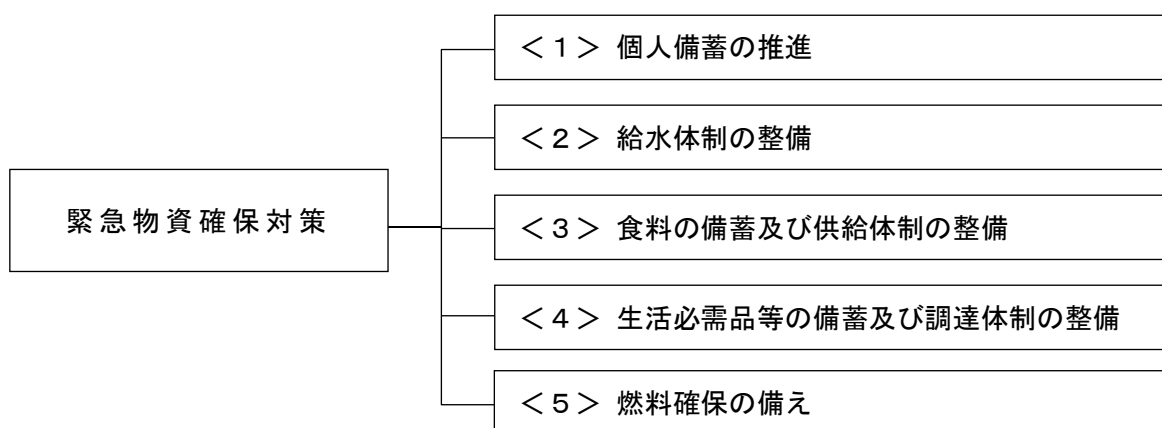 緊急物資確保対策
＜１＞ 個人備蓄の推進
＜２＞ 給水体制の整備
＜３＞ 食料の備蓄及び供給体制の整備
＜４＞ 生活必需品等の備蓄及び調達体制の整備
＜５＞ 燃料確保の備え